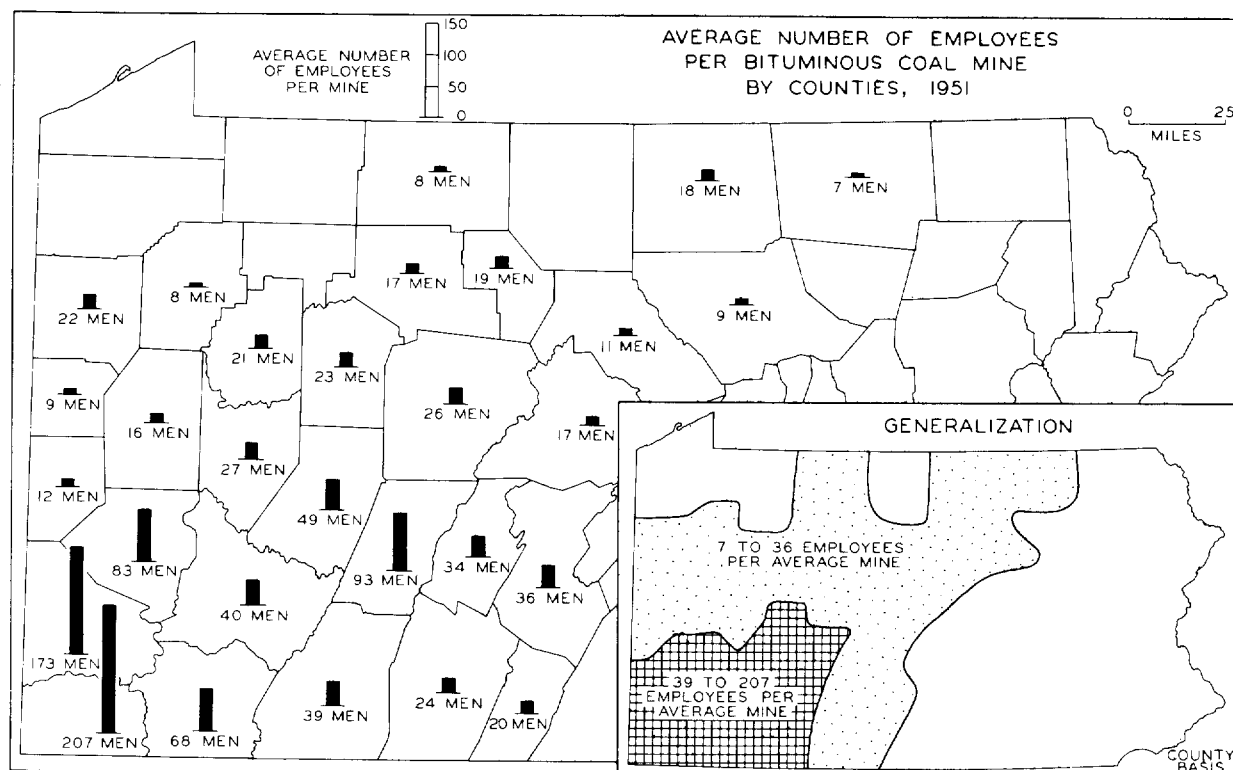 AVERAGE NUMBER OF EMPLOYEES
PER BITUMINOUS COAL MINE
BY COUNTIES, 1951
AVERAGE NUMBER
OF EMPLOYEES
PER MINE
150
100
50
0
0 25
MILES
8 MEN
18 MEN
7 MEN
22 MEN
8 MEN
17 MEN
19 MEN
9 MEN
21 MEN
23 MEN
11 MEN
9 MEN
16 MEN
26 MEN
17 MEN
12 MEN
27 MEN
49 MEN
83 MEN
93 MEN
34 MEN
36 MEN
40 MEN
173 MEN
207 MEN
68 MEN
39 MEN
24 MEN
20 MEN
GENERALIZATION
7 TO 36 EMPLOYEES
PER AVERAGE MINE
39 TO 207
EMPLOYEES PER
AVERAGE MINE
COUNTY
BASIS